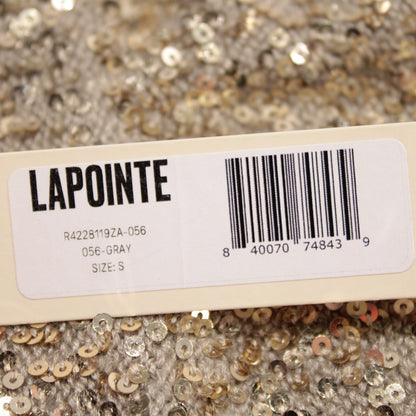 LAPOINTE
R4228119ZA-056
056-GRAY
SIZE: S
8 40070 74843 9